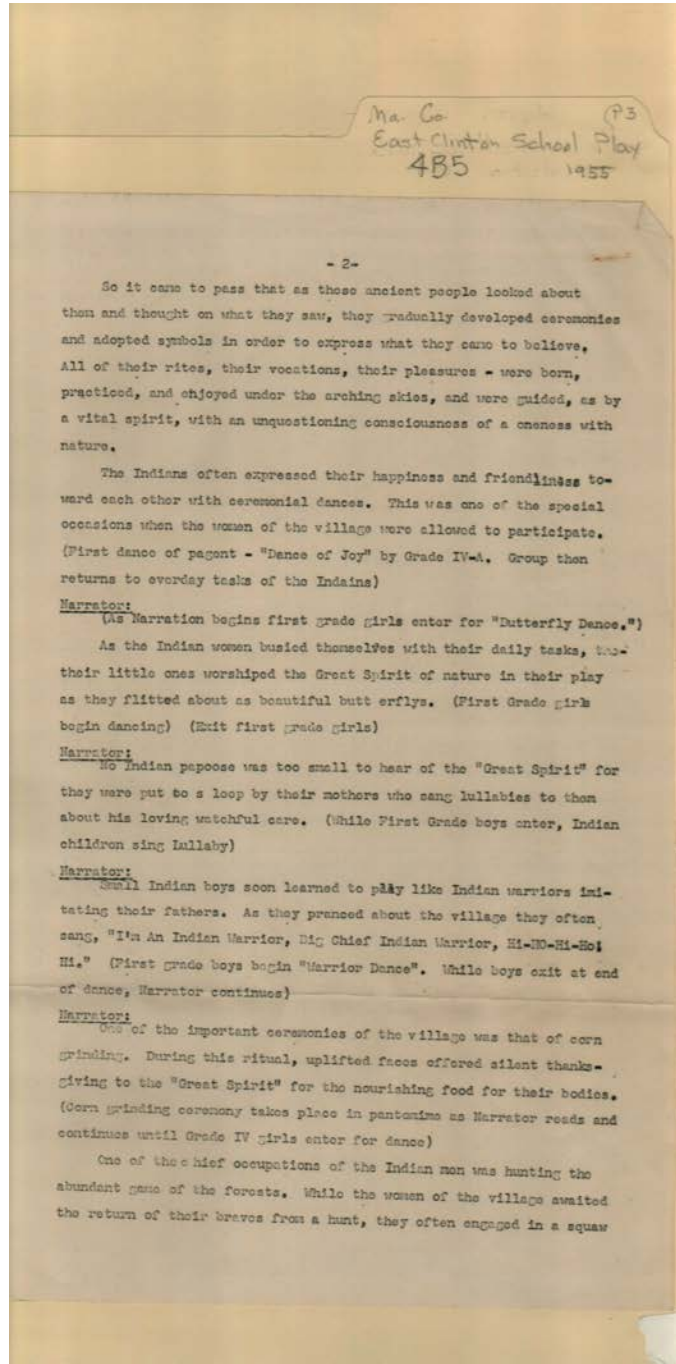 Ma. Co. P3
East Clinton School Play
4B5 1955
- 2-
So it came to pass that as these ancient people looked about
them and thought on what they saw, they gradually developed ceremonies
and adopted symbols in order to express what they came to believe.
All of their rites, their vocations, their pleasures - were born,
practiced, and enjoyed under the arching skies, and were guided, as by
a vital spirit, with an unquestioning consciousness of a oneness with
nature.
The Indians often expressed their happiness and friendliness to-
ward each other with ceremonial dances. This was one of the special
occasions when the women of the village were allowed to participate.
(First dance of pagent - "Dance of Joy" by Grade IV-A. Group then
returns to everday tasks of the Indains)
Narrator:
(As Narration begins first grade girls enter for "Butterfly Dance.")
As the Indian women busied themselves with their daily tasks,
their little ones worshiped the Great Spirit of nature in their play
as they flitted about as beautiful butt erflys. (First Grade girls
begin dancing) (Exit first grade girls)
Narrator:
No Indian papoose was too small to hear of the "Great Spirit" for
they were put to s leep by their mothers who sang lullabies to them
about his loving watchful care. (While First Grade boys enter, Indian
children sing Lullaby)
Narrator:
Small Indian boys soon learned to play like Indian warriors imi-
tating their fathers. As they pranced about the village they often
sang, "I'm An Indian Warrior, Big Chief Indian Warrior, Hi-HO-Hi-Ho!
Hi." (First grade boys begin "Warrior Dance". While boys exit at end
of dance, Narrator continues)
Narrator:
One of the important ceremonies of the village was that of corn
grinding. During this ritual, uplifted faces offered silent thanks-
giving to the "Great Spirit" for the nourishing food for their bodies.
(Corn grinding ceremony takes place in pantomime as Narrator reads and
continues until Grade IV girls enter for dance)
One of the c hief occupations of the Indian men was hunting the
abundant game of the forests. While the women of the village awaited
the return of their braves from a hunt, they often engaged in a squaw